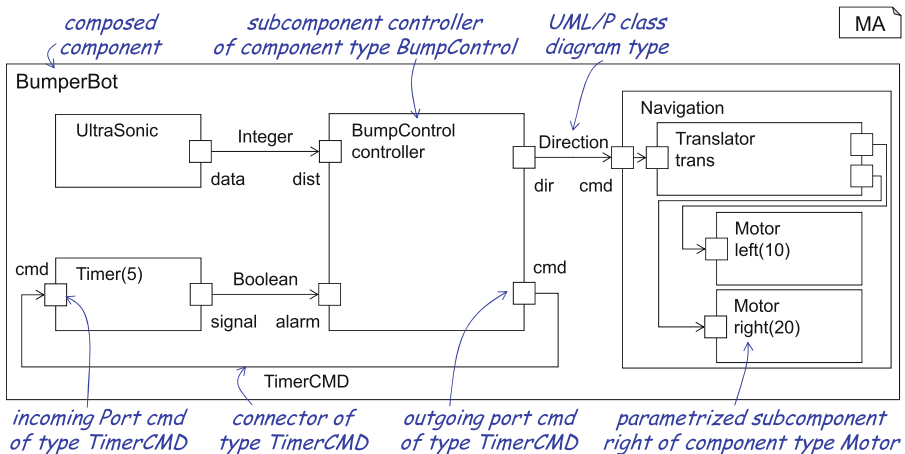 composed
component
subcomponent controller
of component type BumpControl
UML/P class
diagram type
MA
BumperBot
UltraSonic
Integer
data
dist
BumpControl
controller
Direction
dir
cmd
Navigation
Translator
trans
Motor
left(10)
Motor
right(20)
cmd
Timer(5)
Boolean
signal
alarm
cmd
TimerCMD
incoming Port cmd
of type TimerCMD
connector of
type TimerCMD
outgoing port cmd
of type TimerCMD
parametrized subcomponent
right of component type Motor